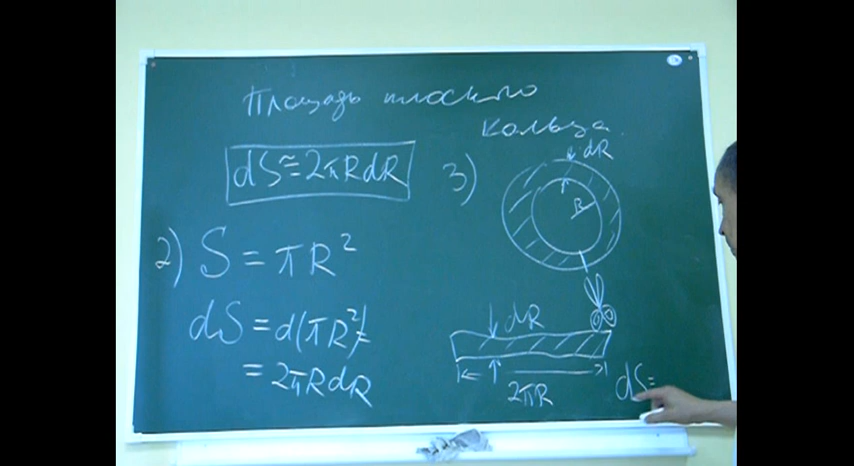 Площадь плоского
кольца.
dS≅2πRdR
2) S = πR²
dS = d(πR²)=
= 2πRdR
3)
dR
R
dR
2πR
dS=